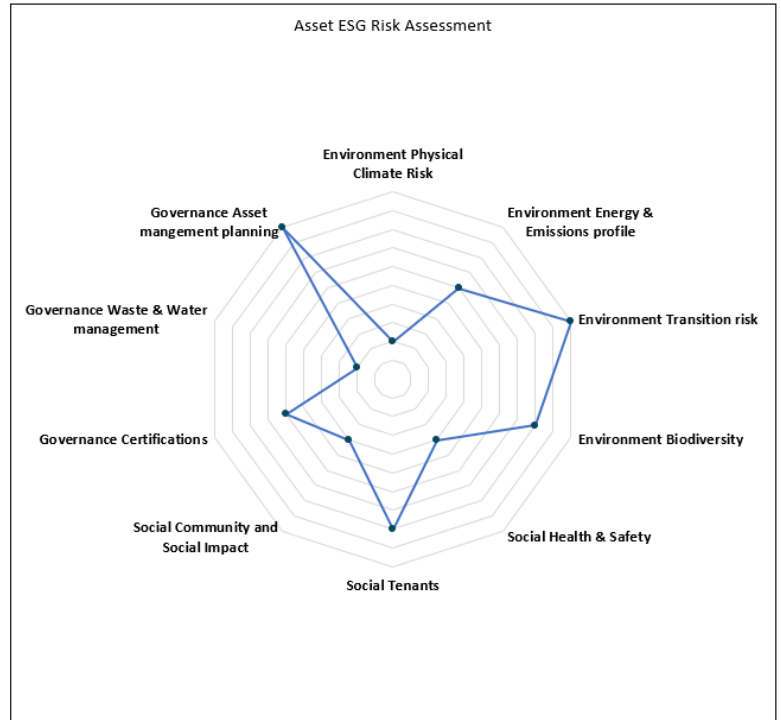 Asset ESG Risk Assessment
Environment Physical
Climate Risk
Environment Energy &
Emissions profile
Environment Transition risk
Environment Biodiversity
Social Health & Safety
Social Tenants
Social Community and
Social Impact
Governance Certifications
Governance Waste & Water
management
Governance Asset
mangement planning